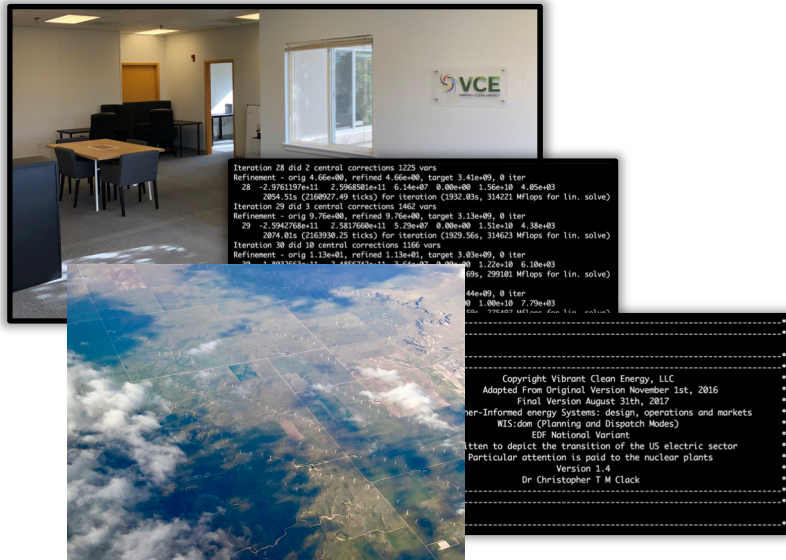 VCE
VIBRANT CLEAN ENERGY
Iteration 28 did 2 central corrections 1225 vars
Refinement - orig 4.66e+00, refined 4.66e+00, target 3.41e+09, 0 iter
28 -2.9761197e+11 2.5968501e+11 6.14e+07 0.00e+00 1.56e+10 4.05e+03
2054.51s (2160927.49 ticks) for iteration (1932.03s, 314221 Mflops for lin. solve)
Iteration 29 did 3 central corrections 1462 vars
Refinement - orig 9.76e+00, refined 9.76e+00, target 3.13e+09, 0 iter
29 -2.5942768e+11 2.5817660e+11 5.29e+07 0.00e+00 1.51e+10 4.38e+03
2074.01s (2163930.25 ticks) for iteration (1929.56s, 314623 Mflops for lin. solve)
Iteration 30 did 10 central corrections 1166 vars
Refinement - orig 1.13e+01, refined 1.13e+01, target 3.03e+09, 0 iter
1.22e+10 6.10e+03
69s, 299101 Mflops for lin. solve)
44e+09, 0 iter
1.00e+10 7.79e+03
Mflops for lin. solve)
Copyright Vibrant Clean Energy, LLC
Adapted From Original Version November 1st, 2016
Final Version August 31th, 2017
her-Informed energy Systems: design, operations and markets
WIS:dom (Planning and Dispatch Modes)
EDF National Variant
itten to depict the transition of the US electric sector
Particular attention is paid to the nuclear plants
Version 1.4
Dr Christopher T M Clack